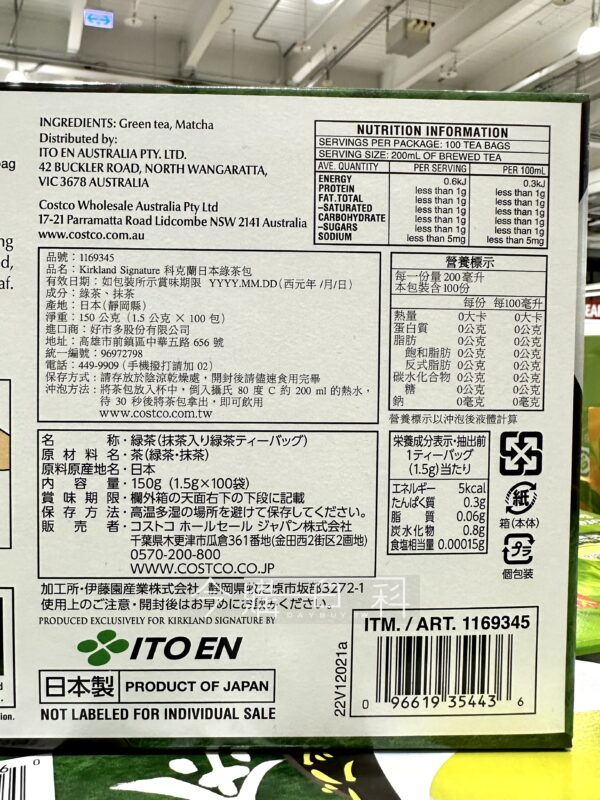 bag
ng
d,
af.
INGREDIENTS: Green tea, Matcha
Distributed by:
ITO EN AUSTRALIA PTY. LTD.
42 BUCKLER ROAD, NORTH WANGARATTA,
VIC 3678 AUSTRALIA
Costco Wholesale Australia Pty Ltd
17-21 Parramatta Road Lidcombe NSW 2141 Australia
www.costco.com.au
NUTRITION INFORMATION
SERVINGS PER PACKAGE: 100 TEA BAGS
SERVING SIZE: 200mL OF BREWED TEA
AVE. QUANTITY PER SERVING PER 100mL
ENERGY 0.6kJ 0.3kJ
PROTEIN less than 1g less than 1g
FAT.TOTAL less than 1g less than 1g
-SATURATED less than 1g less than 1g
CARBOHYDRATE less than 1g less than 1g
-SUGARS less than 1g less than 1g
SODIUM less than 5mg less than 5mg
品號：1169345
品名：Kirkland Signature 科克蘭日本綠茶包
有效日期：如包裝所示賞味期限 YYYY.MM.DD (西元年 /月/日)
成分：綠茶、抹茶
產地：日本(靜岡縣)
淨重：150 公克 (1.5 公克 × 100 包)
進口商：好市多股份有限公司
地址：高雄市前鎮區中華五路 656 號
統一編號：96972798
電話：449-9909 (手機撥打請加 02)
保存方式：請存放於陰涼乾燥處，開封後請儘速食用完畢
沖泡方法：將茶包放入杯中，倒入攝氏 80 度 C 約 200 ml 的熱水，
待 30 秒後將茶包拿出，即可飲用
www.costco.com.tw
營養標示
每一份量 200 毫升
本包裝含 100份
每份 每100毫升
熱量 0大卡 0大卡
蛋白質 0公克 0公克
脂肪 0公克 0公克
飽和脂肪 0公克 0公克
反式脂肪 0公克 0公克
碳水化合物 0公克 0公克
糖 0公克 0公克
鈉 0毫克 0毫克
營養標示以沖泡後液體計算
名 称・緑茶(抹茶入り緑茶ティーバッグ)
原材料名・茶(緑茶・抹茶)
原料原産地名・日本
内容量・150g (1.5g×100袋)
賞味期限・欄外箱の天面右下の下段に記載
保存方法・高温多湿の場所を避けて保存してください。
販売者・コストコ ホールセール ジャパン株式会社
千葉県木更津市瓜倉361番地(金田西2街区2画地)
0570-200-800
WWW.COSTCO.CO.JP
栄養成分表示・抽出前
1ティーバッグ
(1.5g)当たり
エネルギー 5kcal
たんぱく質 0.3g
脂質 0.06g
炭水化物 0.8g
食塩相当量 0.00015g
紙
箱(本体)
プラ
個包装
加工所・伊藤園産業株式会社・静岡県牧之原市坂部3272-1
使用上のご注意・開封後はお早めにお飲みください。
今購百科
DAYBUY
PRODUCED EXCLUSIVELY FOR KIRKLAND SIGNATURE BY
ITO EN
日本製 PRODUCT OF JAPAN
NOT LABELED FOR INDIVIDUAL SALE
22V12021a
ITM. / ART. 1169345
0 96619 35443 6